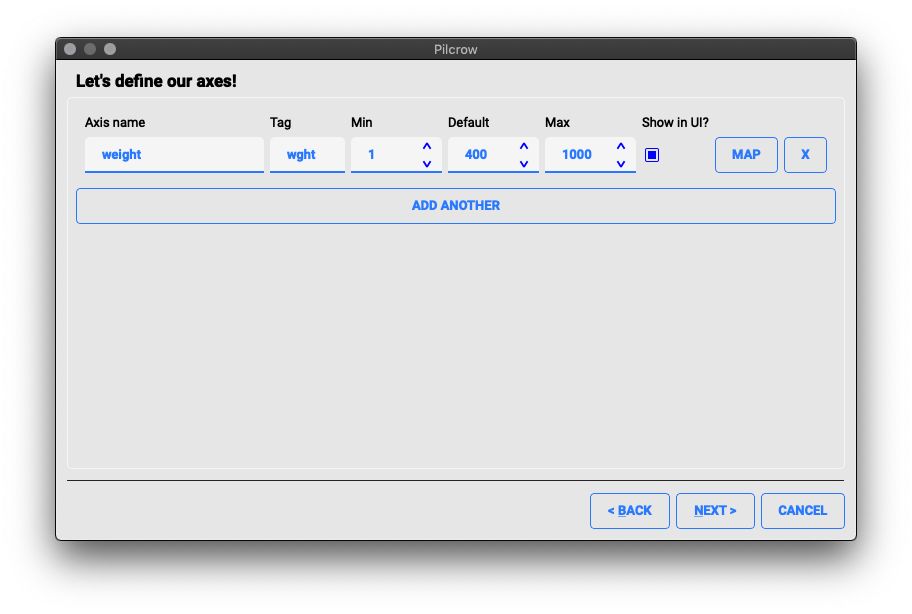 Pilcrow
Let's define our axes!
Axis name Tag Min Default Max Show in UI?
weight wght 1 400 1000 MAP X
ADD ANOTHER
< BACK NEXT > CANCEL